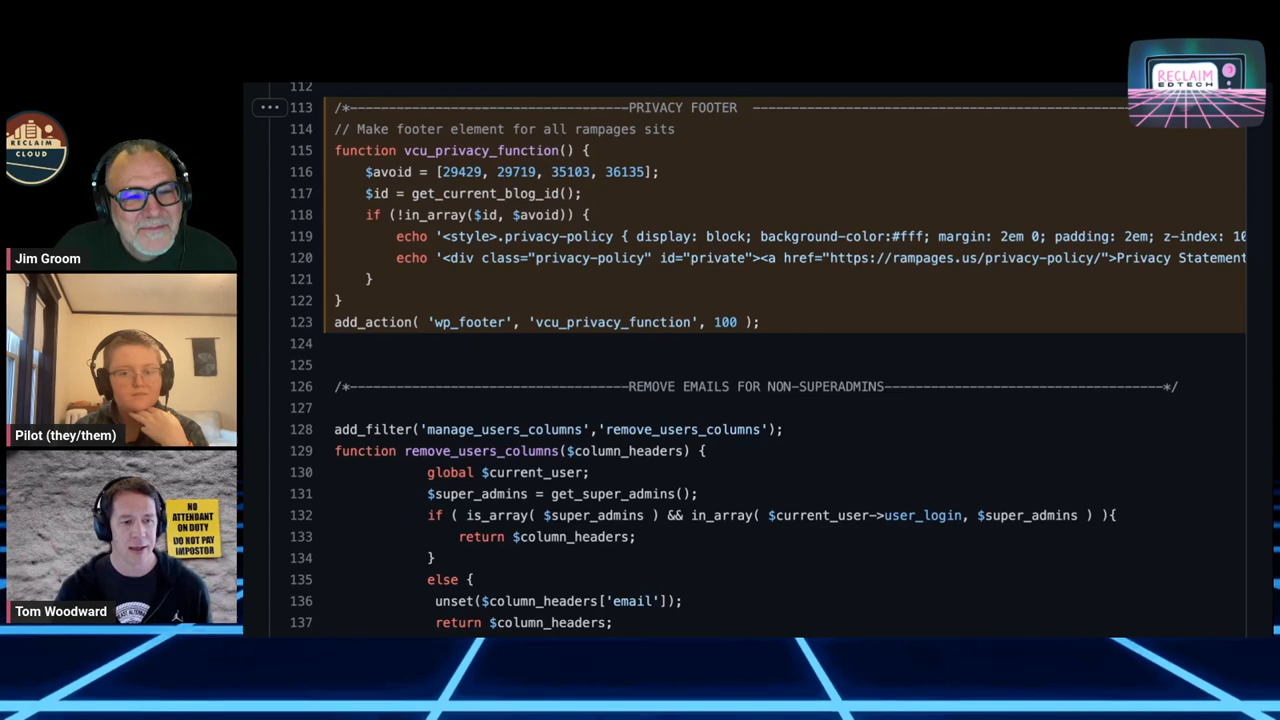 RECLAIM
EDTECH
RECLAIM
CLOUD
Jim Groom
Pilot (they/them)
NO
ATTENDANT
ON DUTY
DO NOT PAY
IMPOSTOR
Tom Woodward
112
113 /*------------------------------------PRIVACY FOOTER ------------------------------------
114 // Make footer element for all rampages sits
115 function vcu_privacy_function() {
116 $avoid = [29429, 29719, 35103, 36135];
117 $id = get_current_blog_id();
118 if (!in_array($id, $avoid)) {
119 echo '<style>.privacy-policy { display: block; background-color:#fff; margin: 2em 0; padding: 2em; z-index: 10
120 echo '<div class="privacy-policy" id="private"><a href="https://rampages.us/privacy-policy/">Privacy Statement
121 }
122 }
123 add_action( 'wp_footer', 'vcu_privacy_function', 100 );
124
125
126 /*------------------------------------REMOVE EMAILS FOR NON-SUPERADMINS------------------------------------*/
127
128 add_filter('manage_users_columns','remove_users_columns');
129 function remove_users_columns($column_headers) {
130 global $current_user;
131 $super_admins = get_super_admins();
132 if ( is_array( $super_admins ) && in_array( $current_user->user_login, $super_admins ) ){
133 return $column_headers;
134 }
135 else {
136 unset($column_headers['email']);
137 return $column_headers;